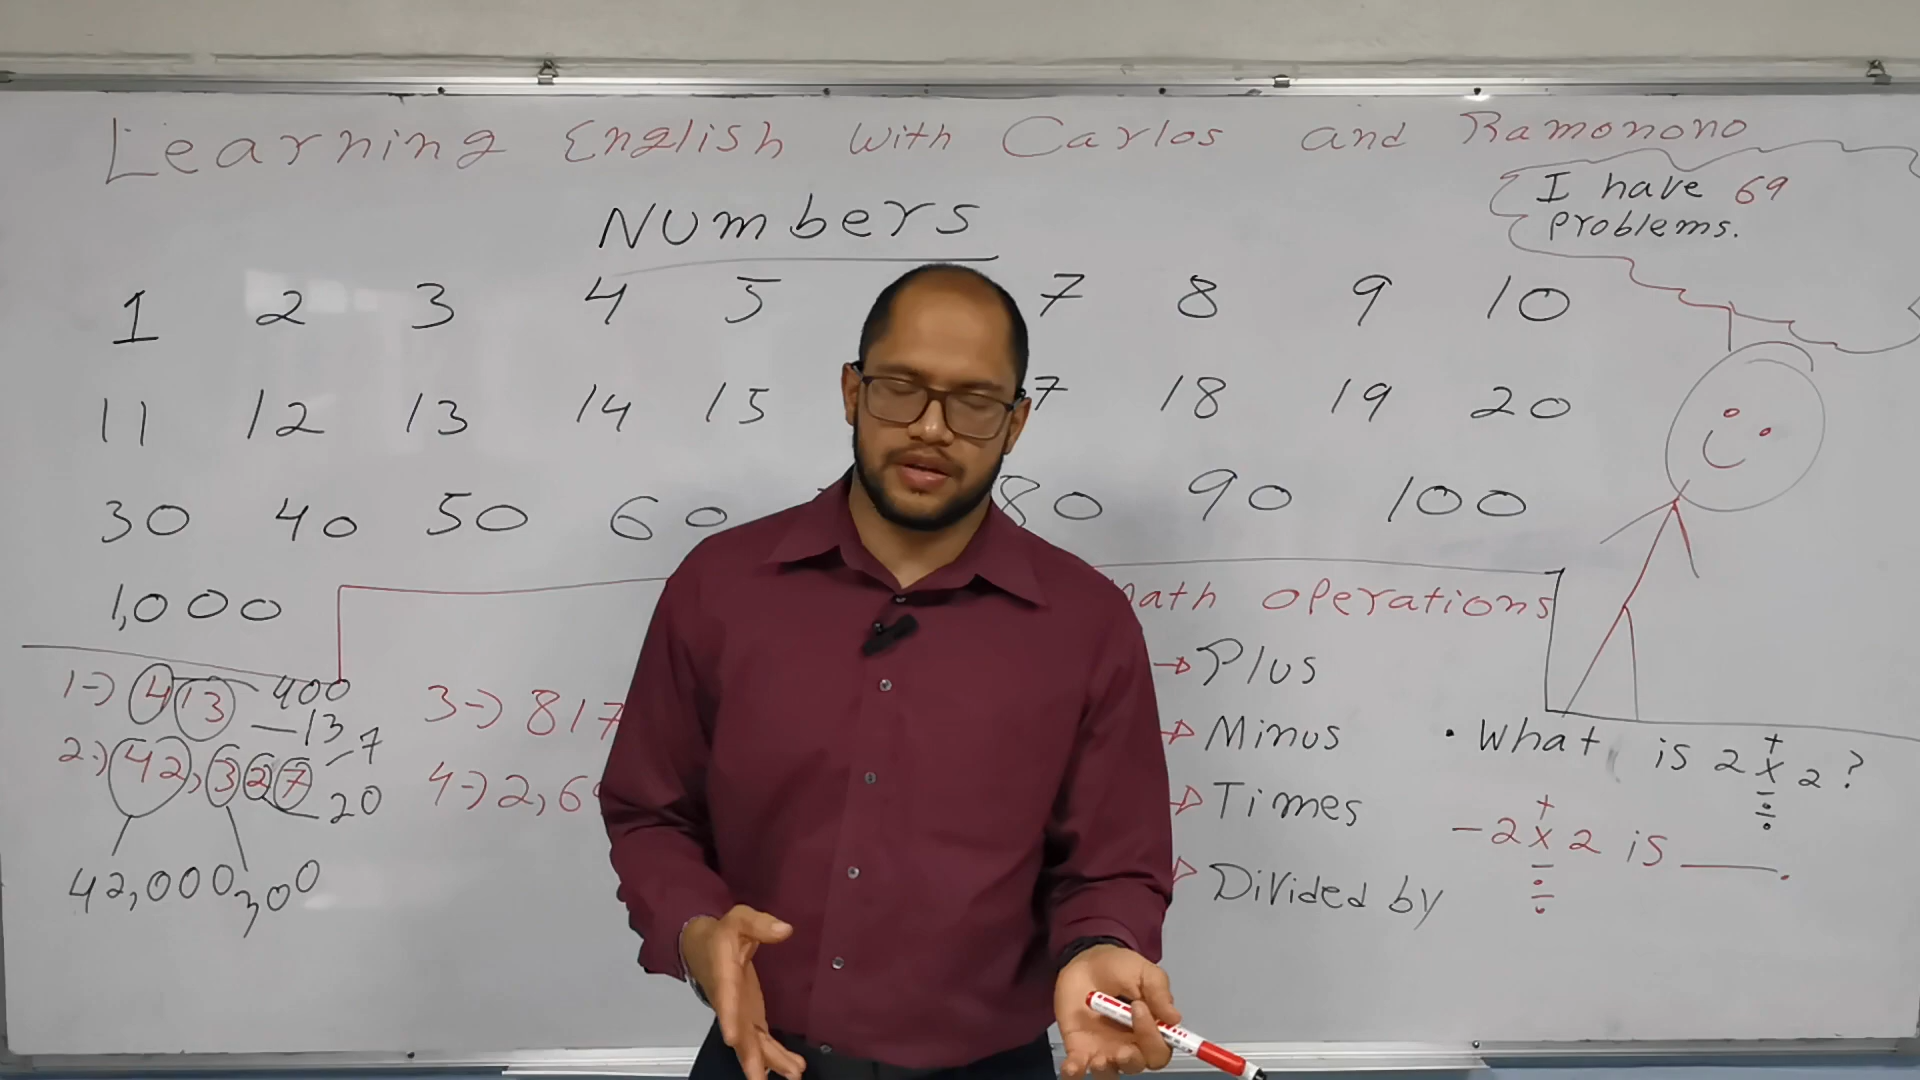 Learning English with Carlos and Ramonono
I have 69
problems.
Numbers
1 2 3 4 5 7 8 9 10
11 12 13 14 15 7 18 19 20
30 40 50 60 80 90 100
1,000
math operations
1-) 413 400
13
2-) 42,327 7
20
42,000 300
3-) 817
4-) 2,6
Plus
Minus
Times
Divided by
• What is 2 + x - ÷ 2?
- 2 + x - ÷ 2 is ____.